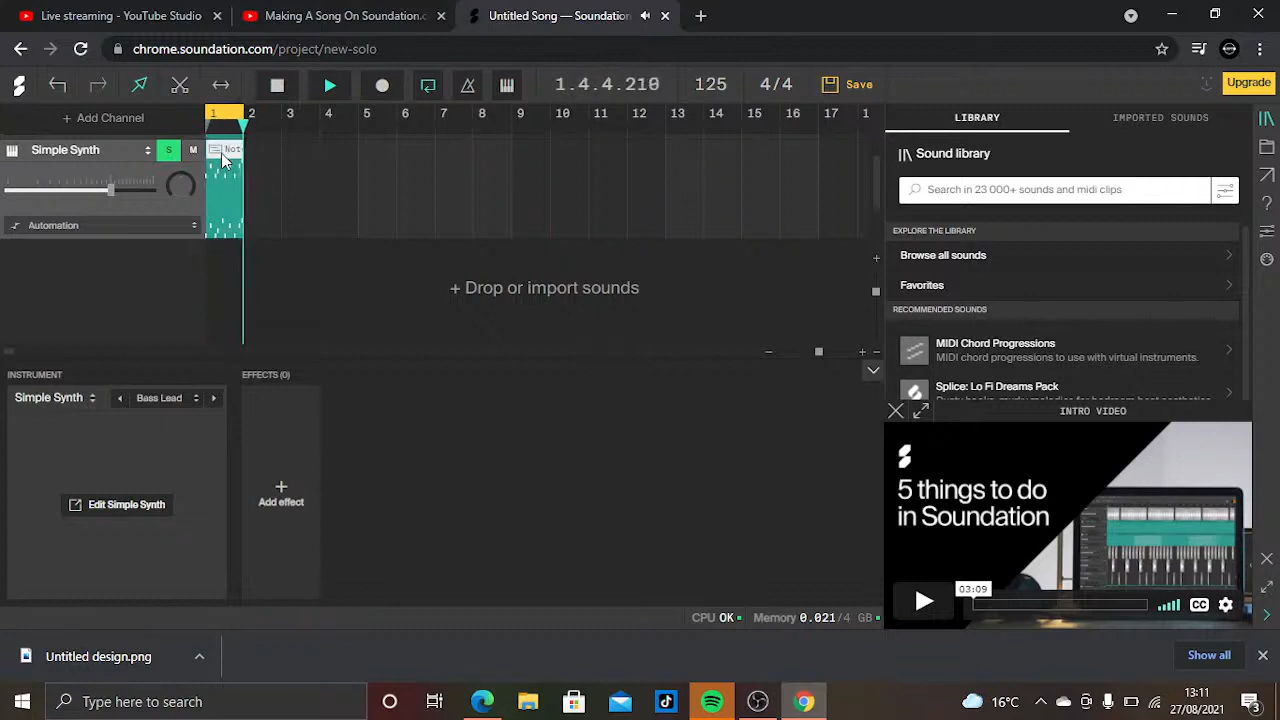 Live streaming - YouTube Studio
Making A Song On Soundation.c
Untitled Song — Soundation
chrome.soundation.com/project/new-solo
1.4.4.210
125
4/4
Save
Upgrade
+ Add Channel
1 2 3 4 5 6 7 8 9 10 11 12 13 14 15 16 17 1
LIBRARY
IMPORTED SOUNDS
Simple Synth
S
M
Not
Sound library
Search in 23 000+ sounds and midi clips
Automation
EXPLORE THE LIBRARY
Browse all sounds
Favorites
+ Drop or import sounds
RECOMMENDED SOUNDS
MIDI Chord Progressions
MIDI chord progressions to use with virtual instruments.
Splice: Lo Fi Dreams Pack
INSTRUMENT
EFFECTS (0)
Simple Synth
Bass Lead
INTRO VIDEO
5 things to do
in Soundation
Add effect
Edit Simple Synth
03:09
CC
CPU OK
Memory 0.021/4 GB
Untitled design.png
Show all
Type here to search
16°C
13:11
27/08/2021
3